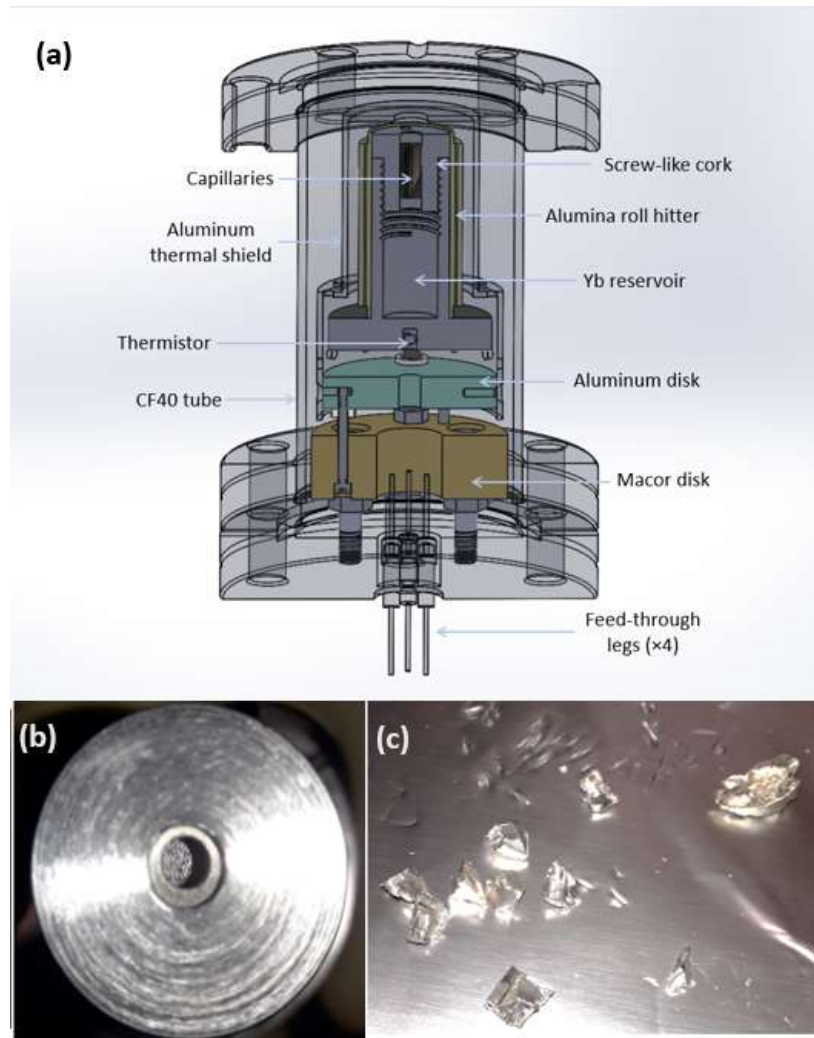 (a)
Capillaries
Screw-like cork
Alumina roll hitter
Aluminum
thermal shield
Yb reservoir
Thermistor
Aluminum disk
CF40 tube
Macor disk
Feed-through
legs (×4)
(b)
(c)